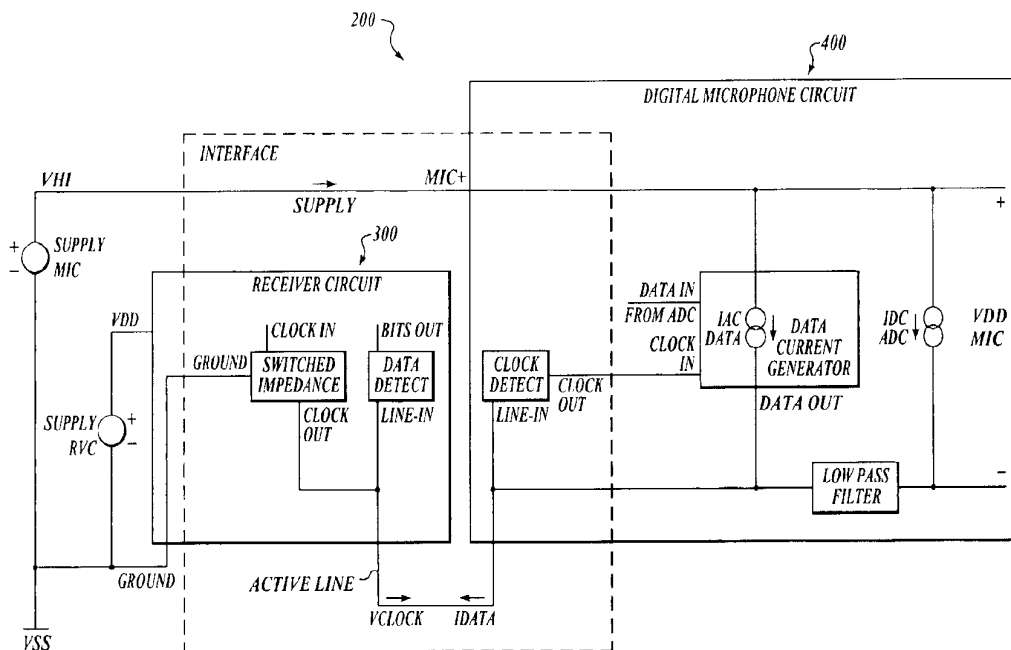 200
400
DIGITAL MICROPHONE CIRCUIT
INTERFACE
VHI
MIC+
SUPPLY
+
+
−
SUPPLY
MIC
300
RECEIVER CIRCUIT
VDD
CLOCK IN
BITS OUT
GROUND
SWITCHED
IMPEDANCE
DATA
DETECT
CLOCK
OUT
LINE-IN
CLOCK
DETECT
LINE-IN
CLOCK
OUT
DATA IN
FROM ADC
CLOCK
IN
IAC
DATA
DATA
CURRENT
GENERATOR
DATA OUT
IDC
ADC
VDD
MIC
SUPPLY
RVC
+
−
LOW PASS
FILTER
−
GROUND
ACTIVE LINE
VCLOCK
IDATA
VSS